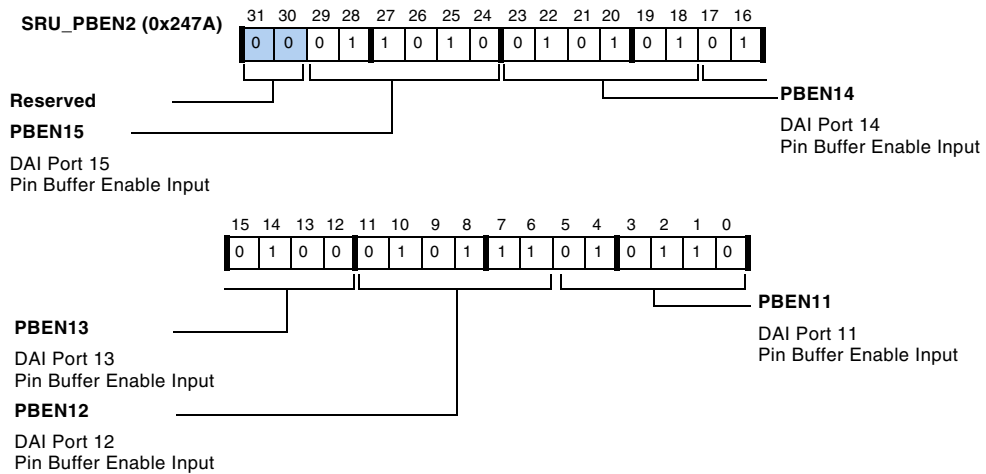 SRU_PBEN2 (0x247A)
31 30 29 28 27 26 25 24 23 22 21 20 19 18 17 16
0 0 0 1 1 0 1 0 0 1 0 1 0 1 0 1
Reserved
PBEN15
DAI Port 15
Pin Buffer Enable Input
PBEN14
DAI Port 14
Pin Buffer Enable Input
15 14 13 12 11 10 9 8 7 6 5 4 3 2 1 0
0 1 0 0 0 1 0 1 1 1 0 1 0 1 1 0
PBEN11
DAI Port 11
Pin Buffer Enable Input
PBEN13
DAI Port 13
Pin Buffer Enable Input
PBEN12
DAI Port 12
Pin Buffer Enable Input